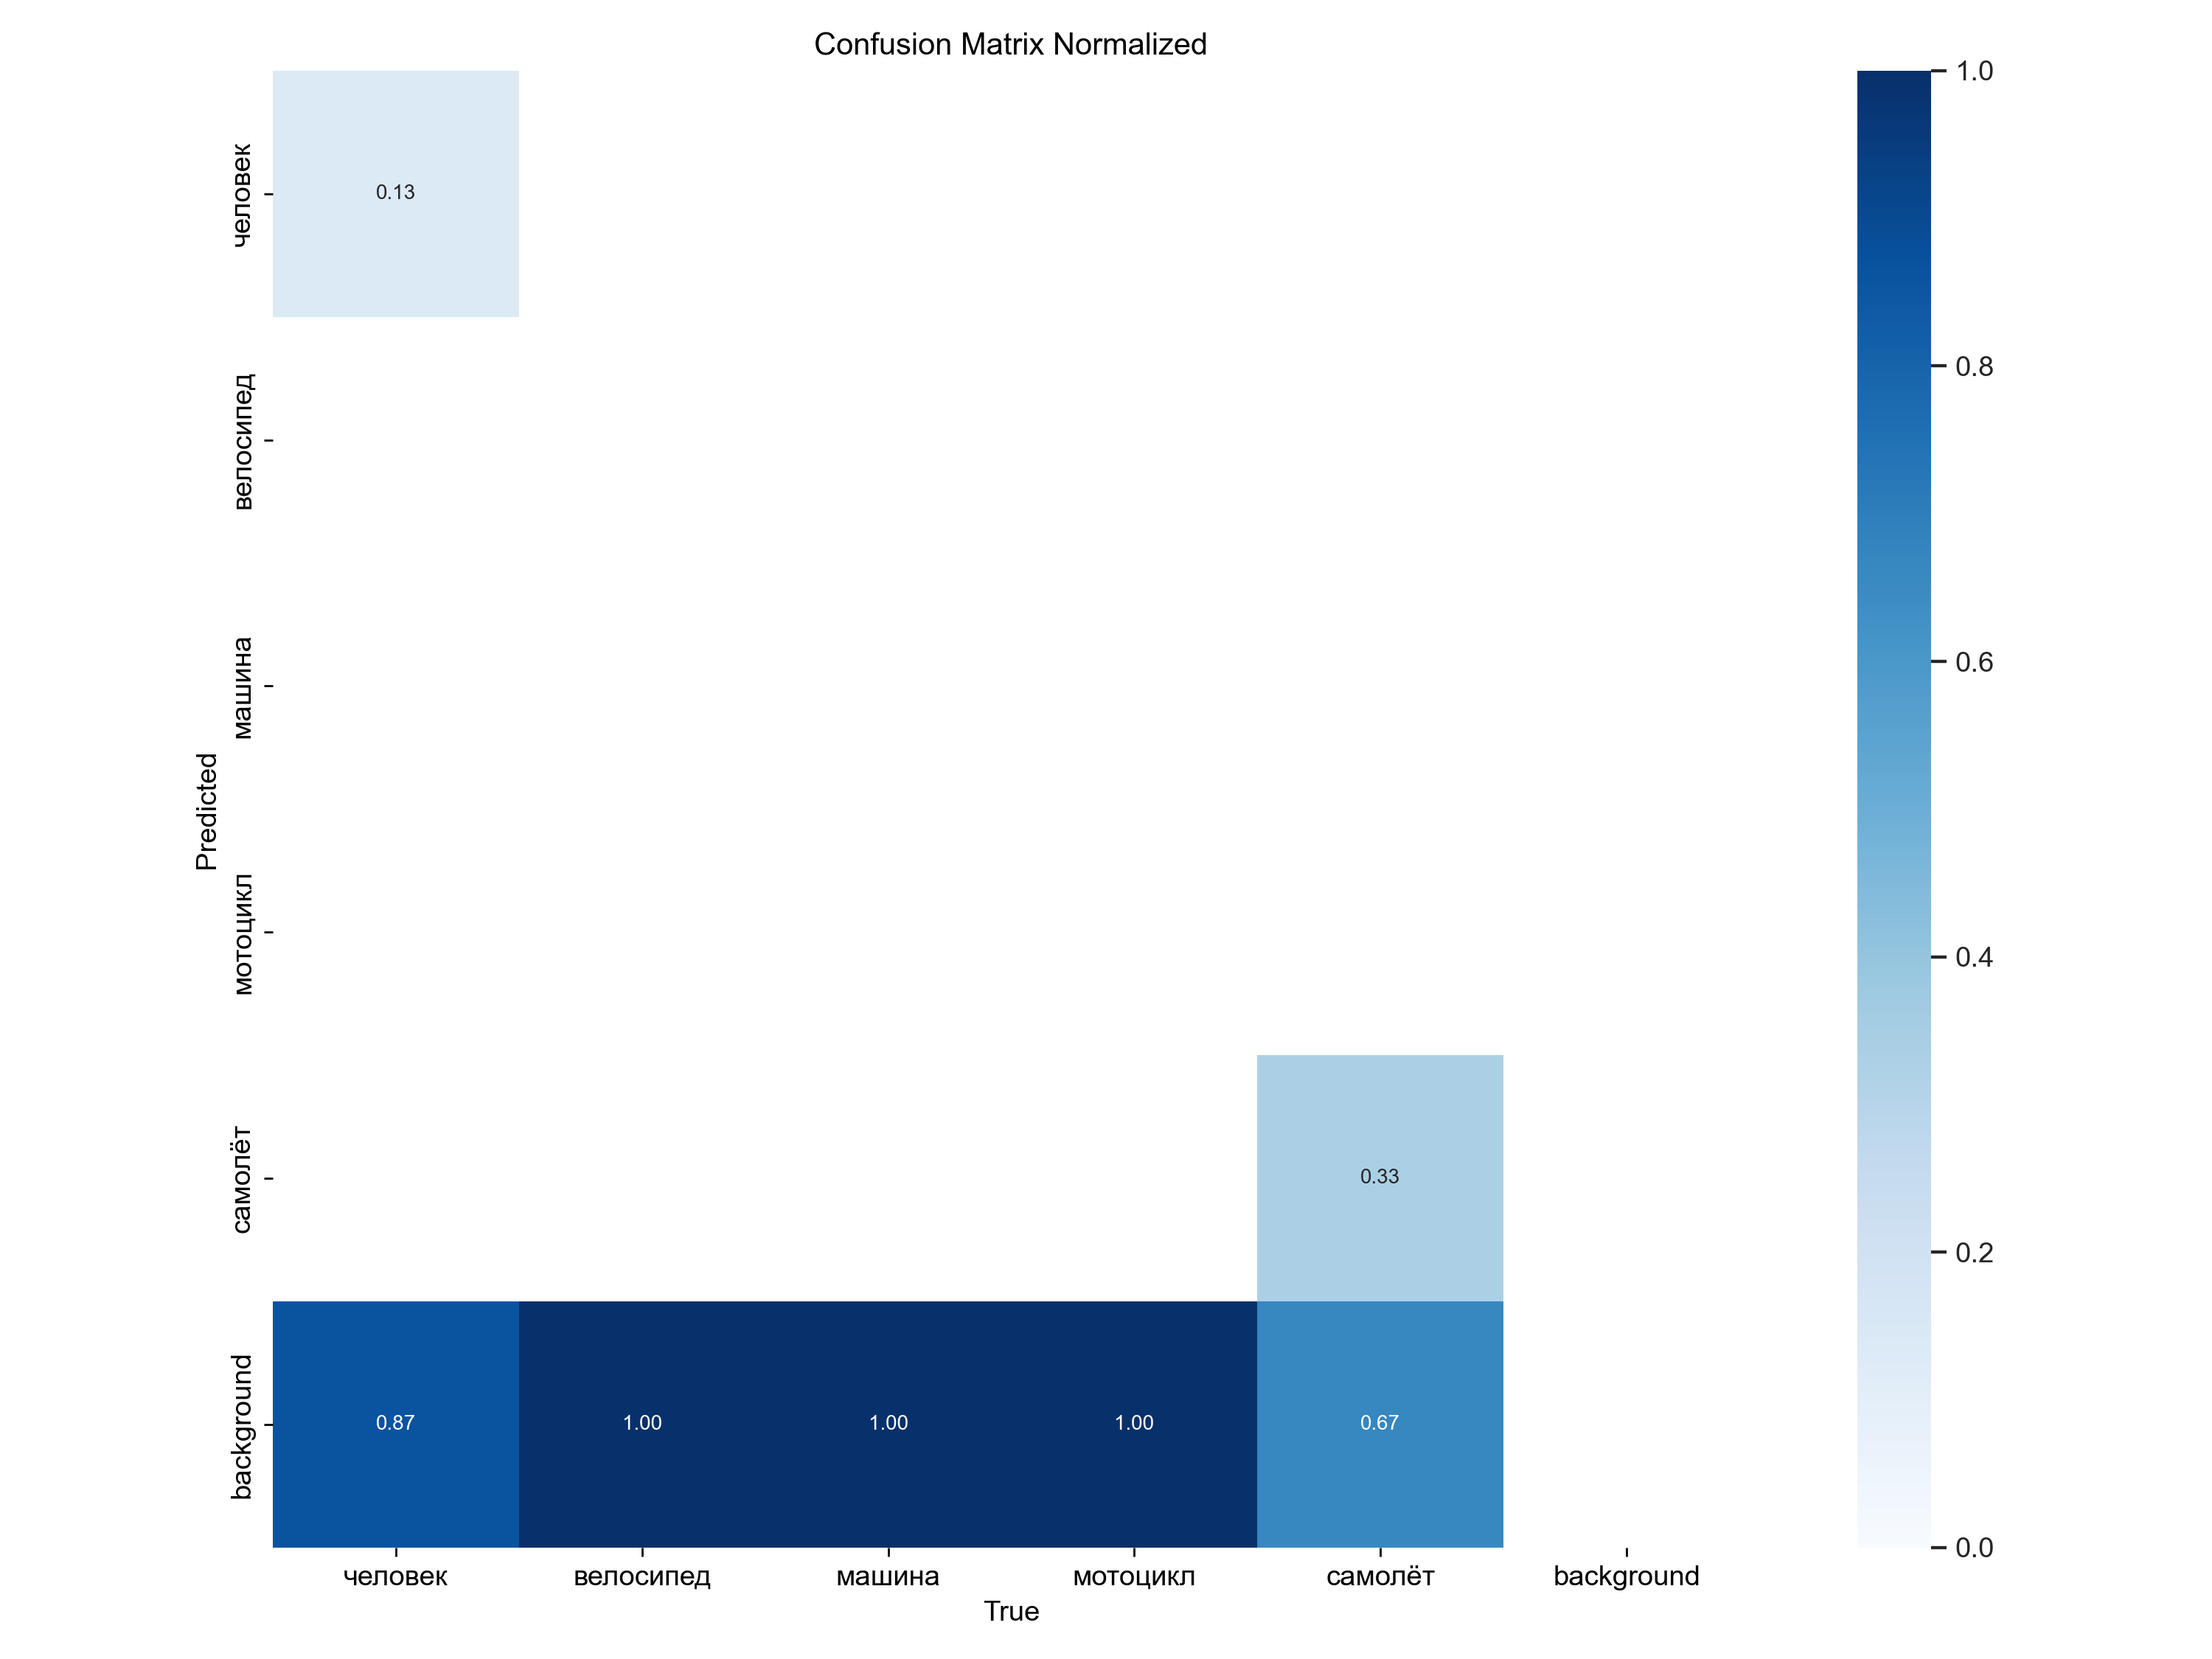 Confusion Matrix Normalized
человек
велосипед
машина
мотоцикл
самолёт
background
Predicted
0.13
0.33
0.87
1.00
1.00
1.00
0.67
человек
велосипед
машина
мотоцикл
самолёт
background
True
1.0
0.8
0.6
0.4
0.2
0.0